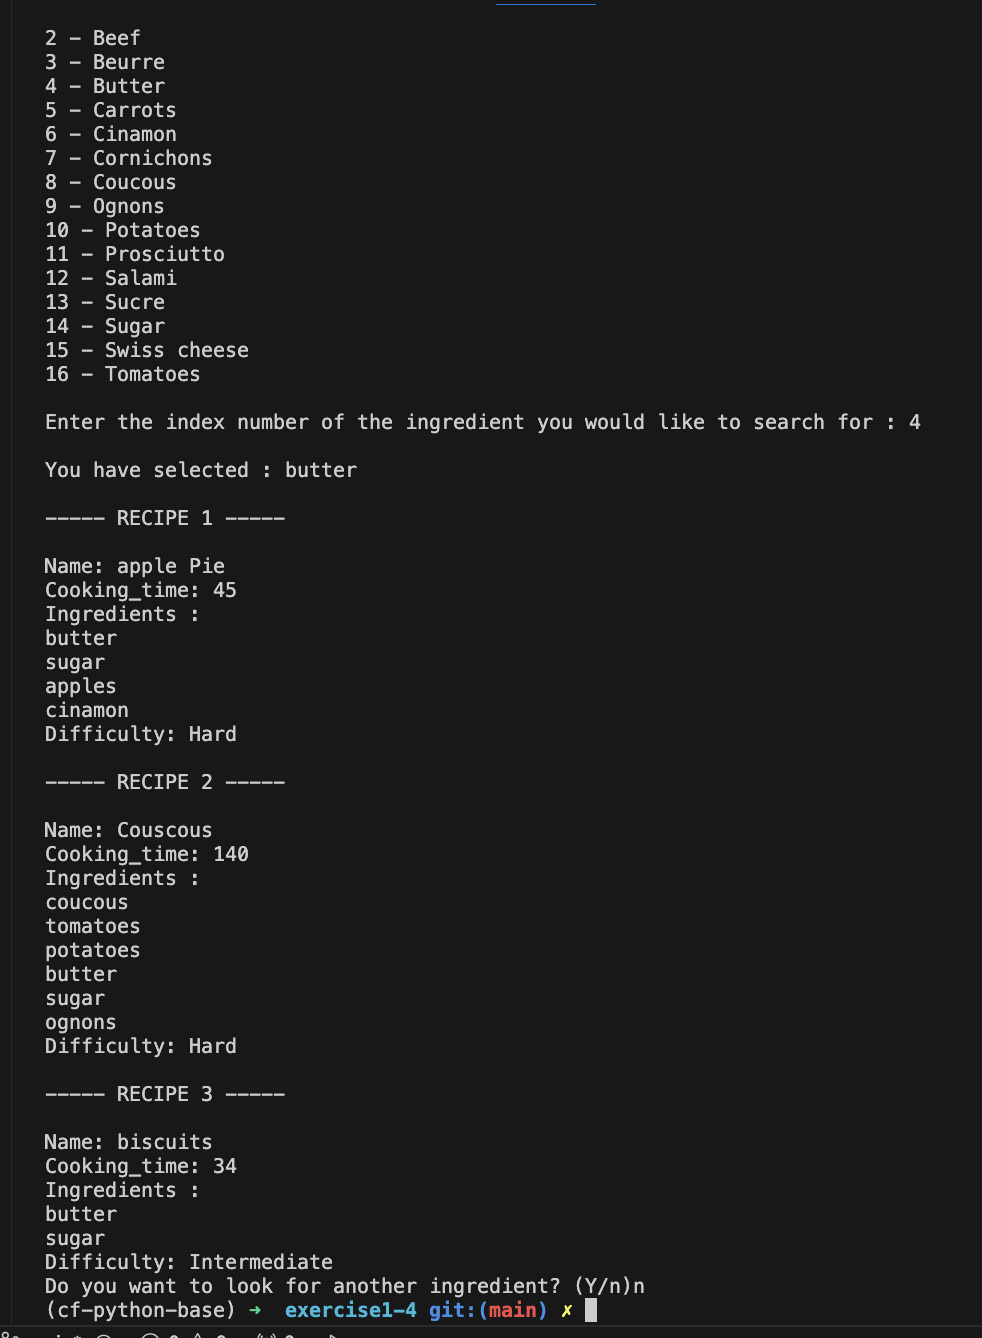 2 - Beef
3 - Beurre
4 - Butter
5 - Carrots
6 - Cinamon
7 - Cornichons
8 - Coucous
9 - Ognons
10 - Potatoes
11 - Prosciutto
12 - Salami
13 - Sucre
14 - Sugar
15 - Swiss cheese
16 - Tomatoes
Enter the index number of the ingredient you would like to search for : 4
You have selected : butter
----- RECIPE 1 -----
Name: apple Pie
Cooking_time: 45
Ingredients :
butter
sugar
apples
cinamon
Difficulty: Hard
----- RECIPE 2 -----
Name: Couscous
Cooking_time: 140
Ingredients :
coucous
tomatoes
potatoes
butter
sugar
ognons
Difficulty: Hard
----- RECIPE 3 -----
Name: biscuits
Cooking_time: 34
Ingredients :
butter
sugar
Difficulty: Intermediate
Do you want to look for another ingredient? (Y/n)n
(cf-python-base) ➜ exercise1-4 git:(main) ✗